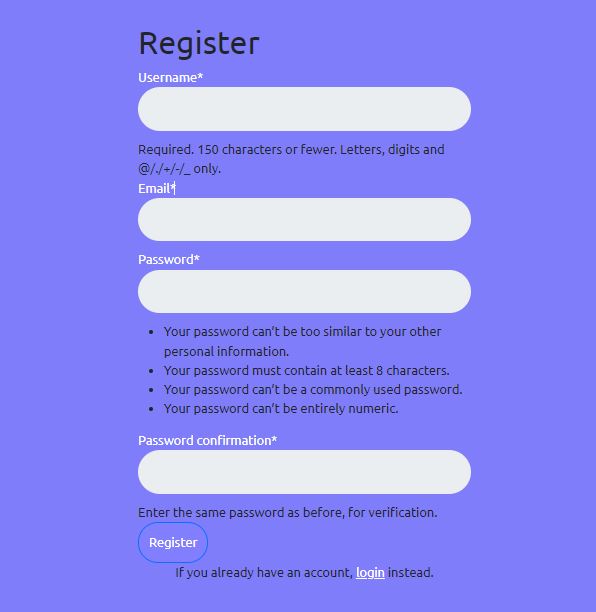 Register
Username*
Required. 150 characters or fewer. Letters, digits and
@/./+/-/_ only.
Email*
Password*
• Your password can’t be too similar to your other
personal information.
• Your password must contain at least 8 characters.
• Your password can’t be a commonly used password.
• Your password can’t be entirely numeric.
Password confirmation*
Enter the same password as before, for verification.
Register
If you already have an account, login instead.